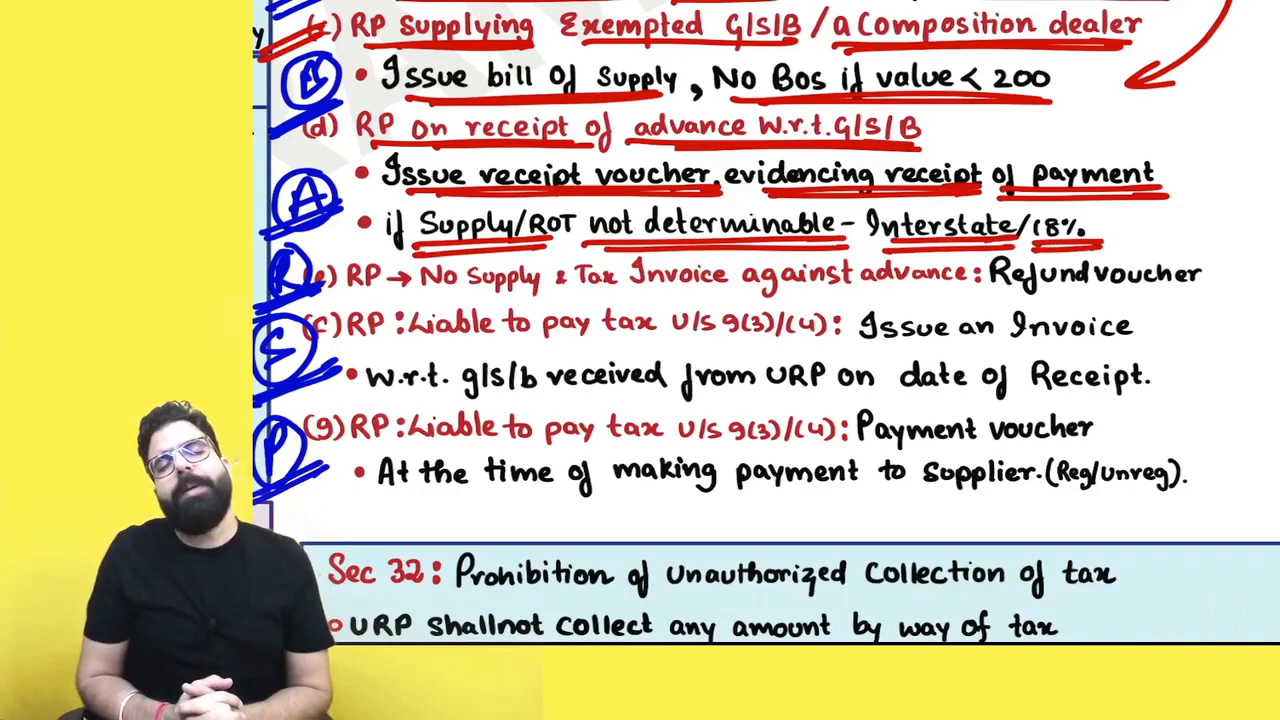 (c) RP Supplying Exempted G/S/B / a Composition dealer
BS • Issue bill of Supply, No Bos if value < 200
(d) RP on receipt of advance W.r.t. G/S/B
A • Issue receipt voucher, evidencing receipt of payment
• if Supply/ROT not determinable - Interstate/18%.
R (e) RP → No Supply & Tax Invoice against advance: Refund voucher
S (f) RP: Liable to pay tax U/S 9(3)/(4): Issue an Invoice
• W.r.t. g/s/b received from URP on date of Receipt.
P (g) RP: Liable to pay tax U/S 9(3)/(4): Payment voucher
• At the time of making payment to Supplier. (Reg/unreg).
Sec 32: Prohibition of Unauthorized Collection of tax
• URP shallnot Collect any amount by way of tax